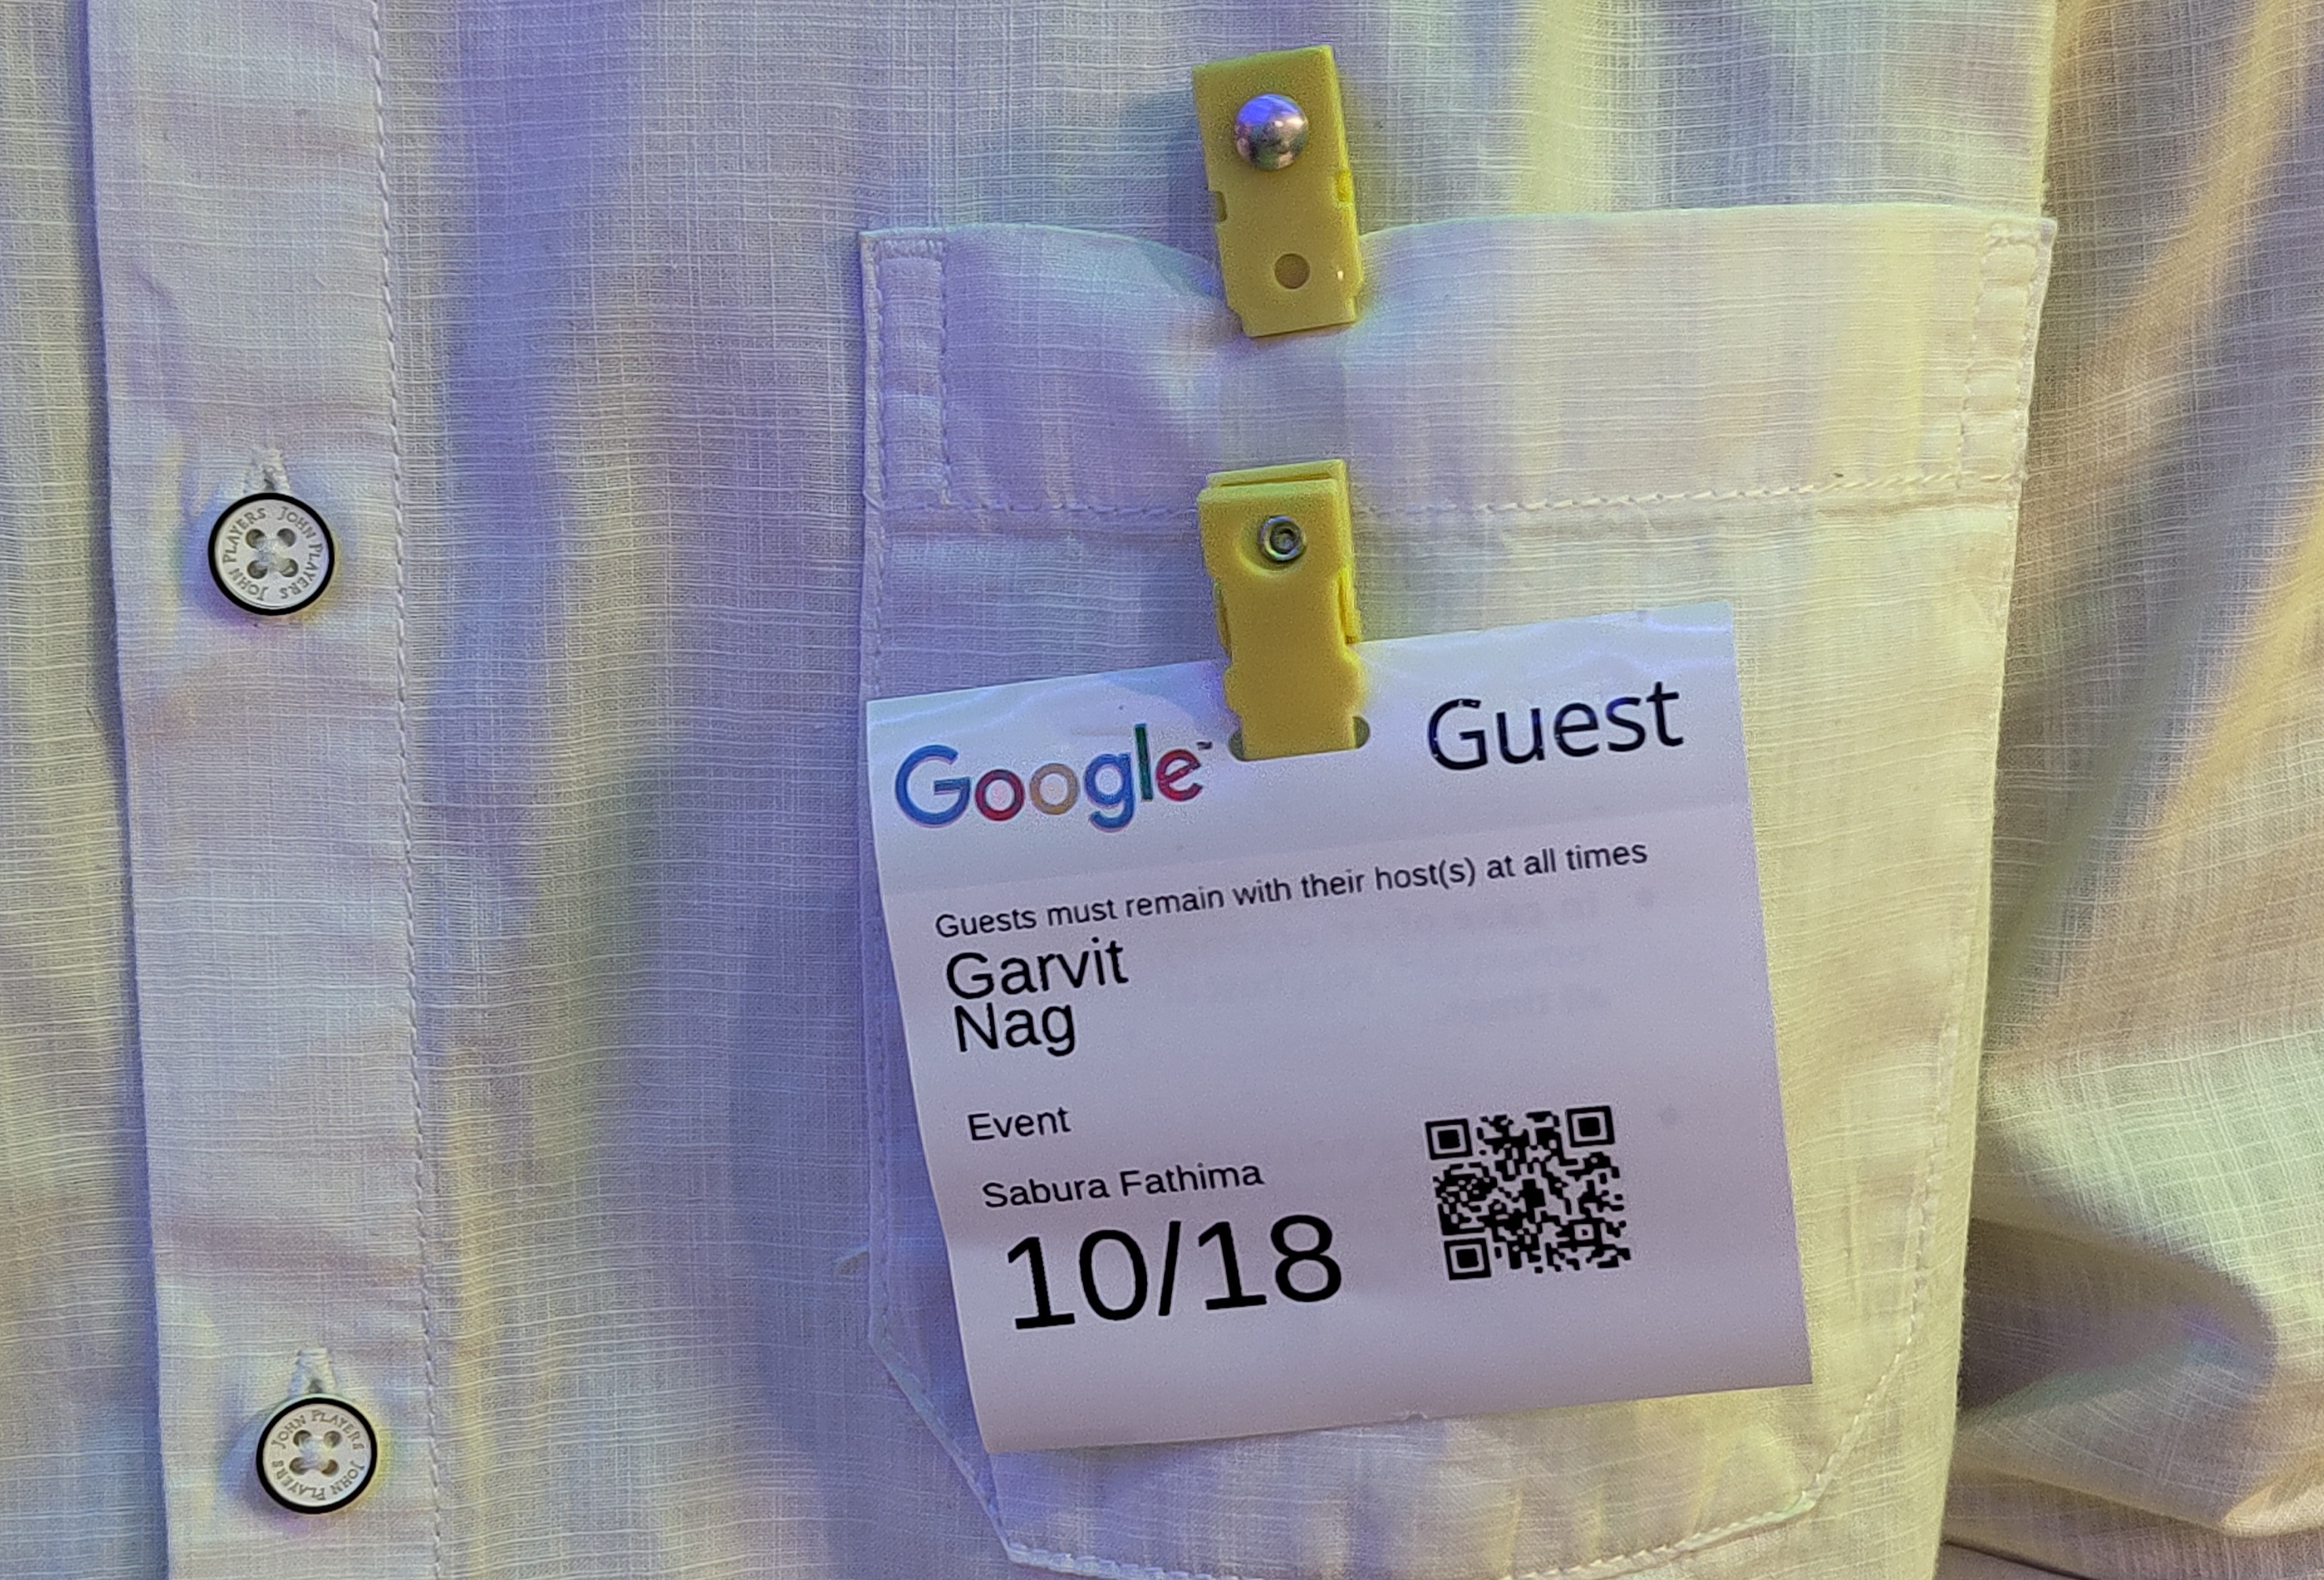 Google™ Guest
Guests must remain with their host(s) at all times
Garvit
Nag
Event
Sabura Fathima
10/18
JOHN PLAYERS JOHN PLAYERS
JOHN PLAYERS JOHN PLAYERS